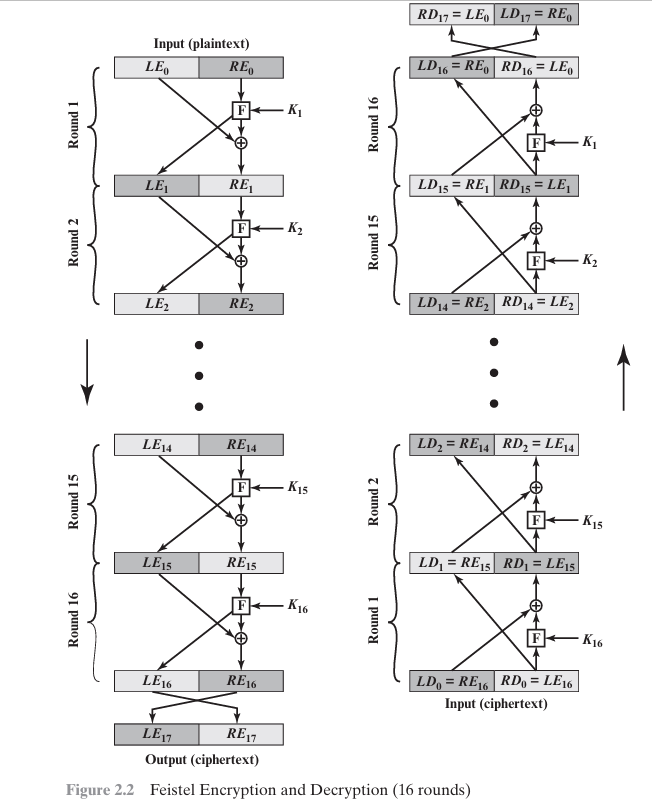 RD17 = LE0 LD17 = RE0
Input (plaintext)
LE0 RE0
LD16 = RE0 RD16 = LE0
Round 1
F
K1
Round 16
F
K1
LE1 RE1
LD15 = RE1 RD15 = LE1
Round 2
F
K2
Round 15
F
K2
LE2 RE2
LD14 = RE2 RD14 = LE2
LE14 RE14
LD2 = RE14 RD2 = LE14
Round 15
F
K15
Round 2
F
K15
LE15 RE15
LD1 = RE15 RD1 = LE15
Round 16
F
K16
Round 1
F
K16
LE16 RE16
LD0 = RE16 RD0 = LE16
Input (ciphertext)
LE17 RE17
Output (ciphertext)
Figure 2.2 Feistel Encryption and Decryption (16 rounds)